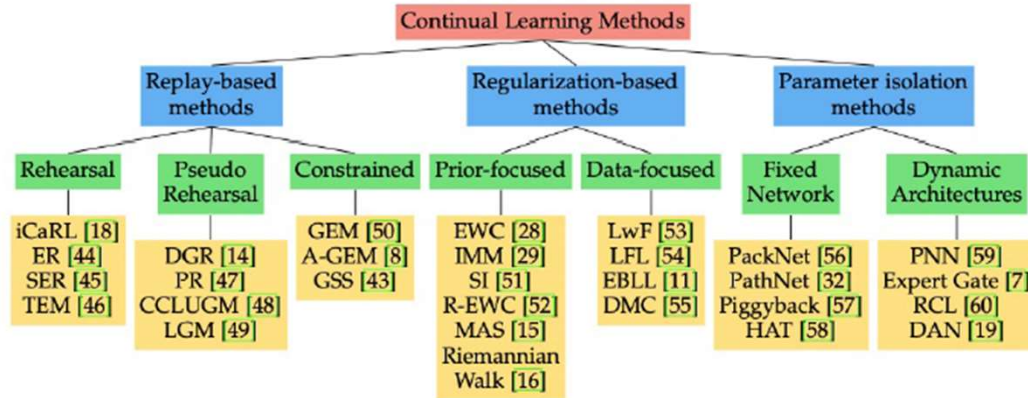 Continual Learning Methods
Replay-based
methods
Regularization-based
methods
Parameter isolation
methods
Rehearsal
Pseudo
Rehearsal
Constrained
Prior-focused
Data-focused
Fixed
Network
Dynamic
Architectures
iCaRL [18]
ER [44]
SER [45]
TEM [46]
DGR [14]
PR [47]
CCLUGM [48]
LGM [49]
GEM [50]
A-GEM [8]
GSS [43]
EWC [28]
IMM [29]
SI [51]
R-EWC [52]
MAS [15]
Riemannian
Walk [16]
LwF [53]
LFL [54]
EBLL [11]
DMC [55]
PackNet [56]
PathNet [32]
Piggyback [57]
HAT [58]
PNN [59]
Expert Gate [7]
RCL [60]
DAN [19]